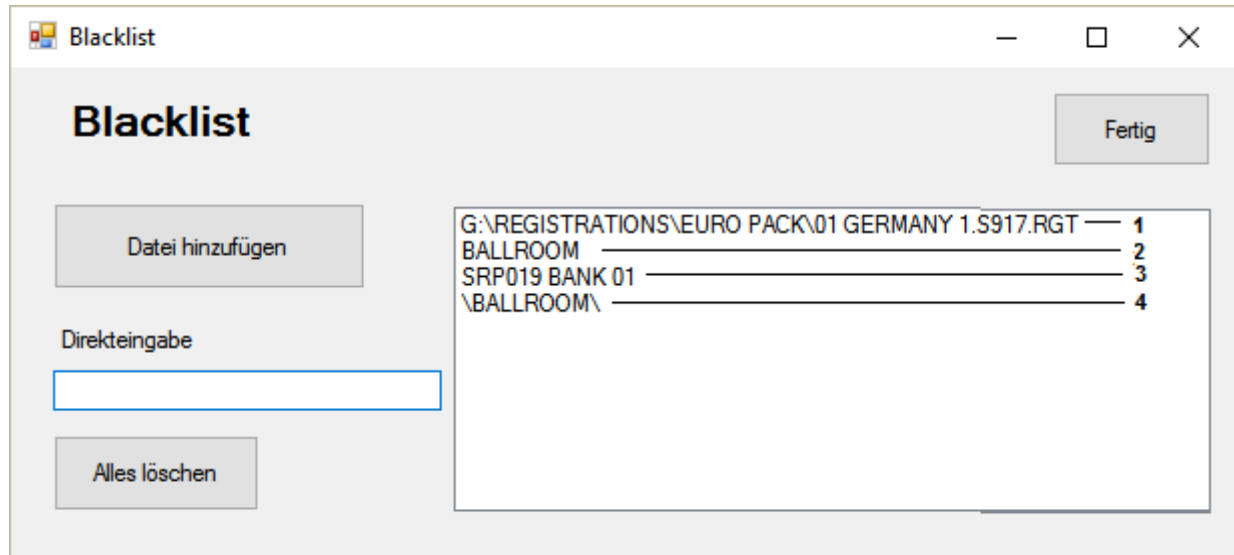 Blacklist
Blacklist
Fertig
Datei hinzufügen
G:\REGISTRATIONS\EURO PACK\01 GERMANY 1.S917.RGT 1
BALLROOM 2
SRP019 BANK 01 3
\BALLROOM\ 4
Direkteingabe
Alles löschen